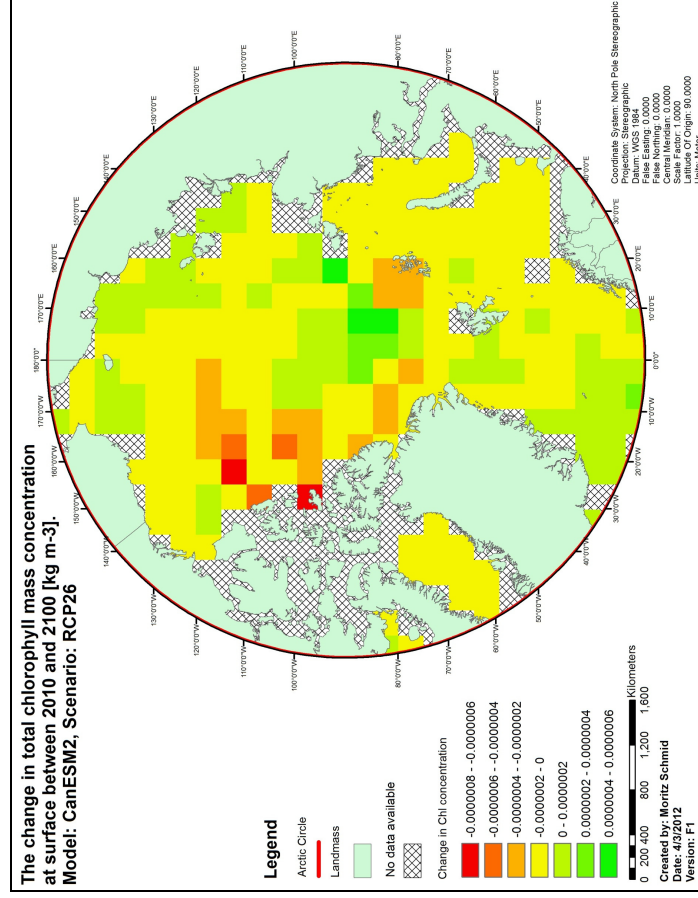 The change in total chlorophyll mass concentration
at surface between 2010 and 2100 [kg m-3].
Model: CanESM2, Scenario: RCP26
Legend
Arctic Circle
Landmass
No data available
Change in Chl concentration
-0.0000008 - -0.0000006
-0.0000006 - -0.0000004
-0.0000004 - -0.0000002
-0.0000002 - 0
0 - 0.0000002
0.0000002 - 0.0000004
0.0000004 - 0.0000006
0 200 400 800 1,200 1,600
Kilometers
Created by: Moritz Schmid
Date: 4/3/2012
Version: F1
130°0'0"W
140°0'0"W
150°0'0"W
160°0'0"W
170°0'0"W
180°0'0"
170°0'0"E
160°0'0"E
150°0'0"E
140°0'0"E
130°0'0"E
120°0'0"E
110°0'0"E
100°0'0"E
80°0'0"E
70°0'0"E
60°0'0"E
50°0'0"E
30°0'0"E
20°0'0"E
10°0'0"E
0°0'0"
10°0'0"W
20°0'0"W
30°0'0"W
40°0'0"W
50°0'0"W
60°0'0"W
70°0'0"W
80°0'0"W
100°0'0"W
110°0'0"W
120°0'0"W
Coordinate System: North Pole Stereographic
Projection: Stereographic
Datum: WGS 1984
False Easting: 0.0000
False Northing: 0.0000
Central Meridian: 0.0000
Scale Factor: 1.0000
Latitude Of Origin: 90.0000